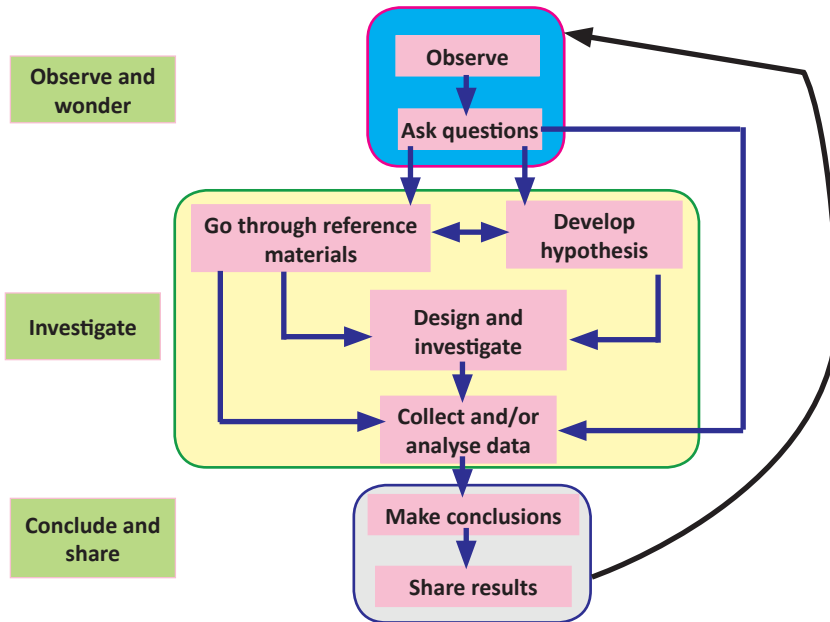 Observe and
wonder
Observe
Ask questions
Investigate
Go through reference
materials
Develop
hypothesis
Design and
investigate
Collect and/or
analyse data
Conclude and
share
Make conclusions
Share results